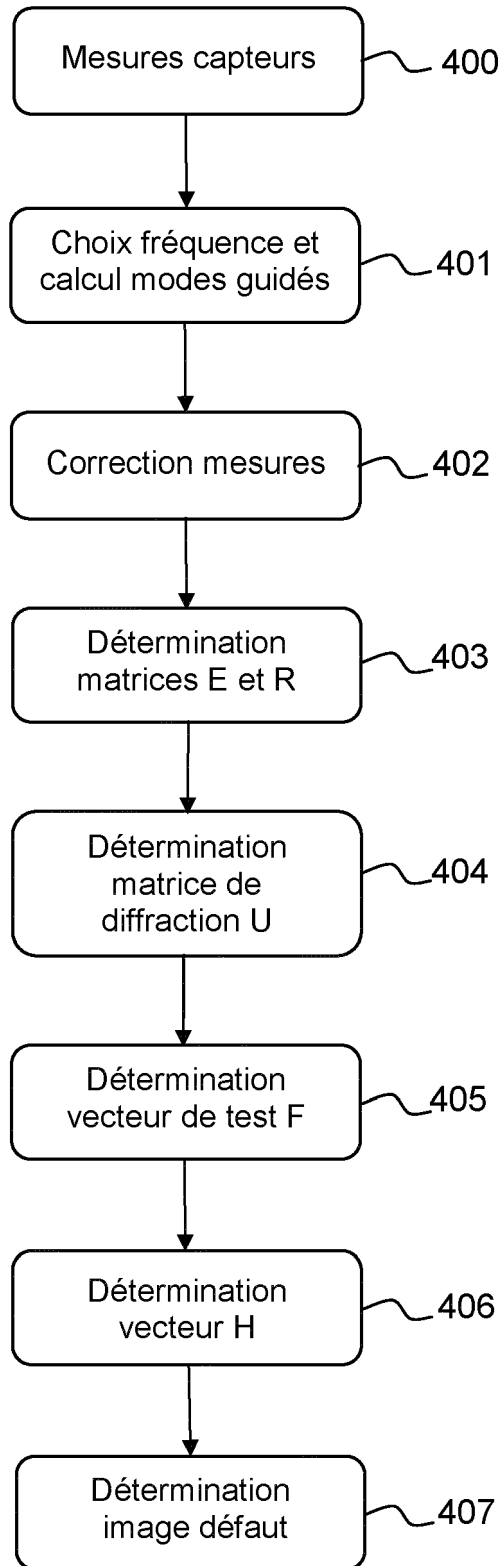 Mesures capteurs
400
Choix fréquence et
calcul modes guidés
401
Correction mesures
402
Détermination
matrices E et R
403
Détermination
matrice de
diffraction U
404
Détermination
vecteur de test F
405
Détermination
vecteur H
406
Détermination
image défaut
407